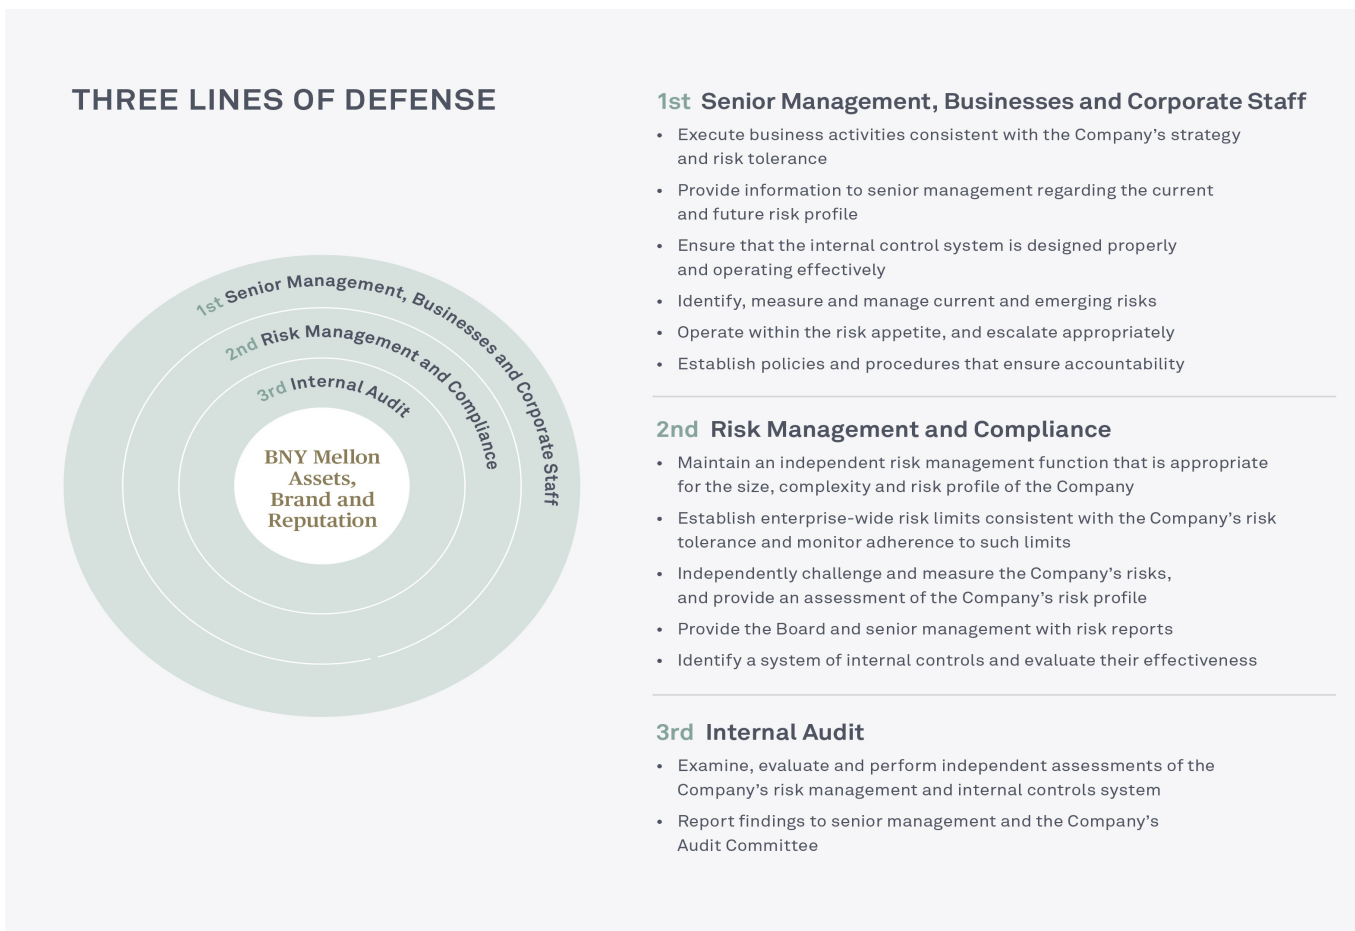 THREE LINES OF DEFENSE
1st Senior Management, Businesses and Corporate Staff
2nd Risk Management and Compliance
3rd Internal Audit
BNY Mellon
Assets,
Brand and
Reputation
1st Senior Management, Businesses and Corporate Staff
• Execute business activities consistent with the Company’s strategy
and risk tolerance
• Provide information to senior management regarding the current
and future risk profile
• Ensure that the internal control system is designed properly
and operating effectively
• Identify, measure and manage current and emerging risks
• Operate within the risk appetite, and escalate appropriately
• Establish policies and procedures that ensure accountability
2nd Risk Management and Compliance
• Maintain an independent risk management function that is appropriate
for the size, complexity and risk profile of the Company
• Establish enterprise-wide risk limits consistent with the Company’s risk
tolerance and monitor adherence to such limits
• Independently challenge and measure the Company’s risks,
and provide an assessment of the Company’s risk profile
• Provide the Board and senior management with risk reports
• Identify a system of internal controls and evaluate their effectiveness
3rd Internal Audit
• Examine, evaluate and perform independent assessments of the
Company’s risk management and internal controls system
• Report findings to senior management and the Company’s
Audit Committee